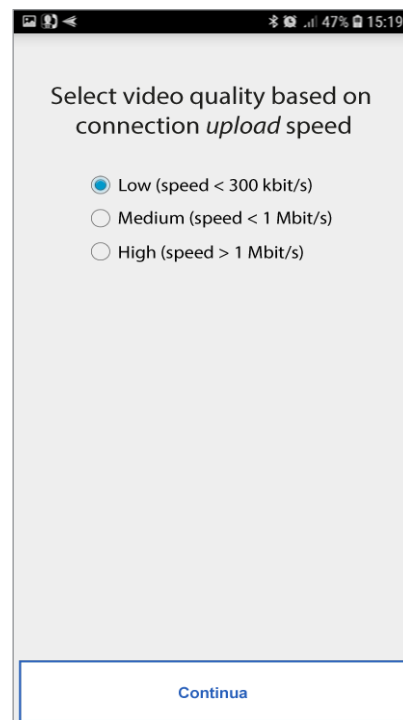 47% 15:19
Select video quality based on
connection upload speed
Low (speed < 300 kbit/s)
Medium (speed < 1 Mbit/s)
High (speed > 1 Mbit/s)
Continua